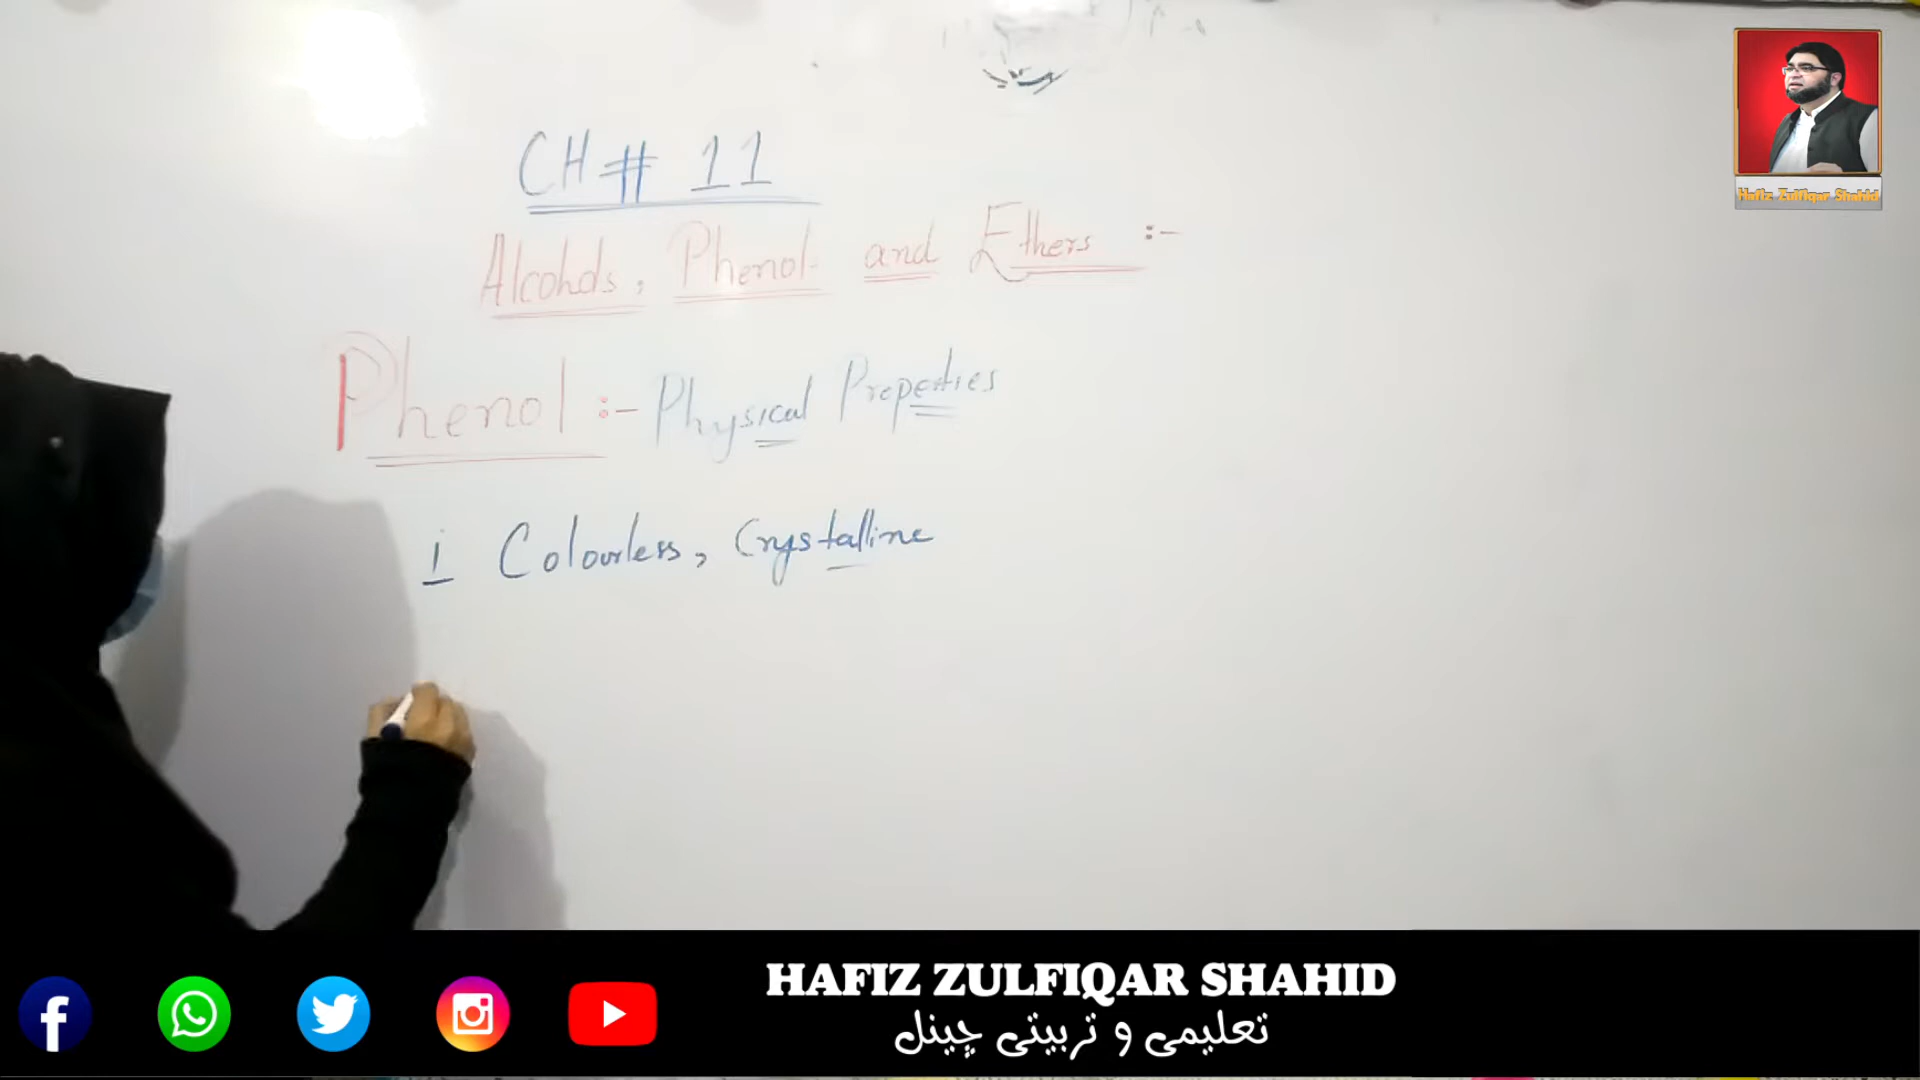 CH # 11
Alcohols, Phenol and Ethers :-
Phenol :- Physical Properties
i Colourless, Crystalline
Hafiz Zulfiqar Shahid
HAFIZ ZULFIQAR SHAHID
تعلیمی و تربیتی چینل